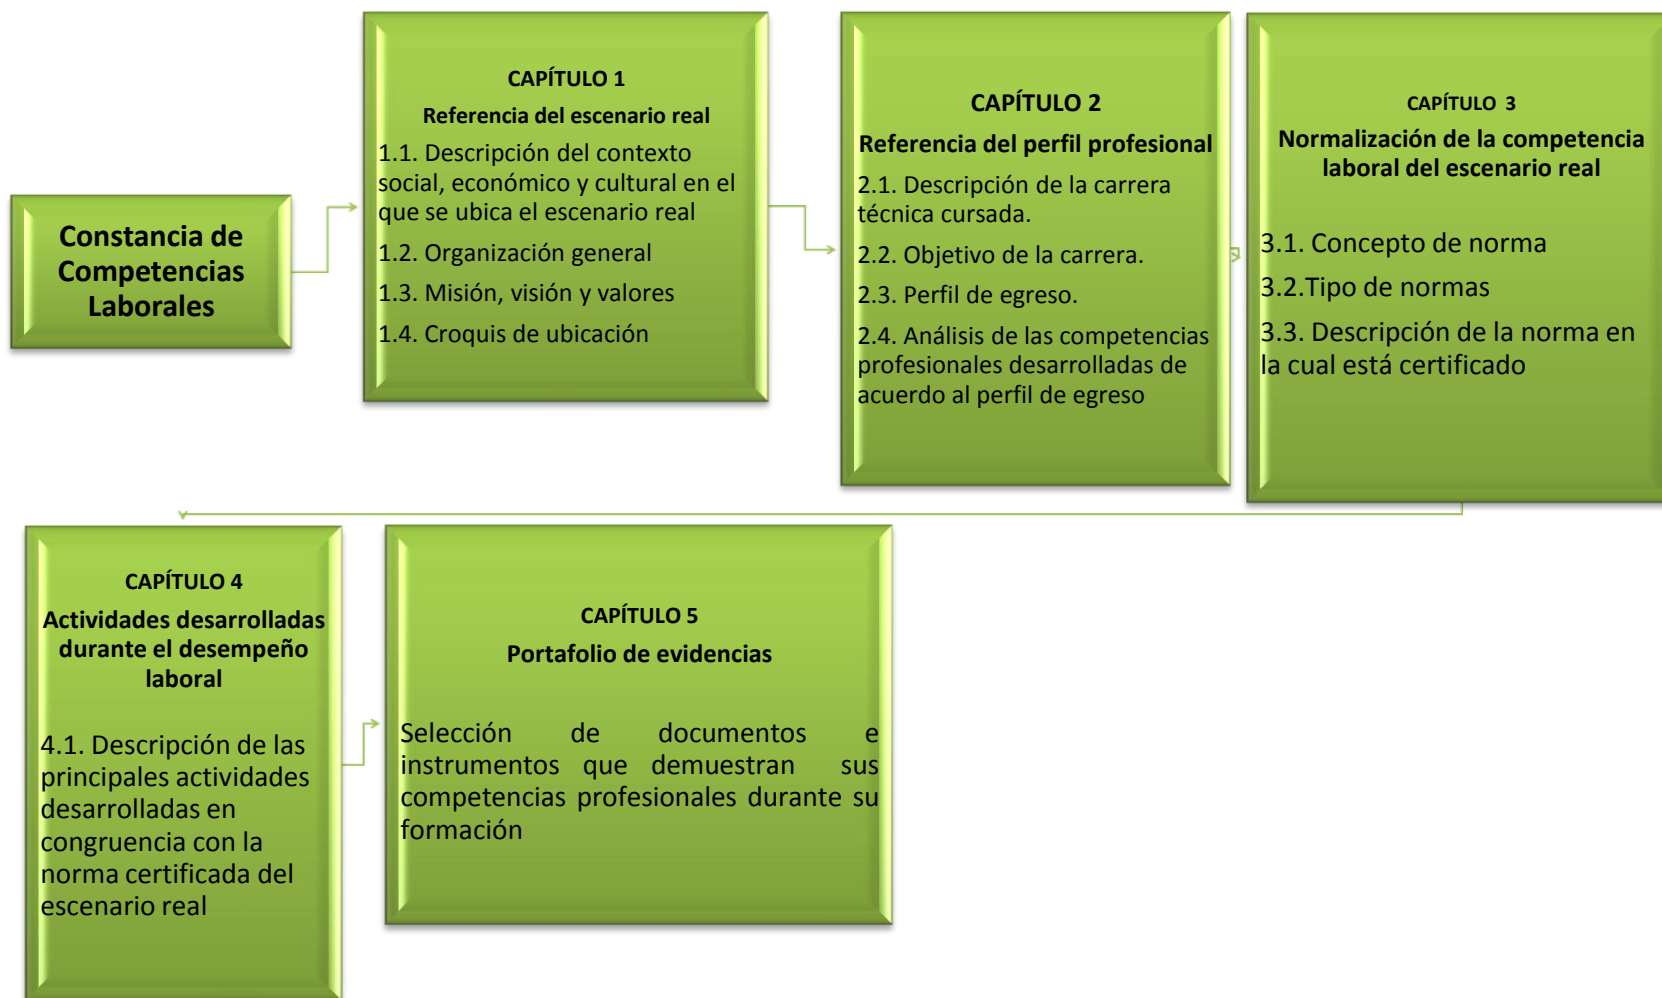 Constancia de
Competencias
Laborales
CAPÍTULO 1
Referencia del escenario real
1.1. Descripción del contexto
social, económico y cultural en el
que se ubica el escenario real
1.2. Organización general
1.3. Misión, visión y valores
1.4. Croquis de ubicación
CAPÍTULO 2
Referencia del perfil profesional
2.1. Descripción de la carrera
técnica cursada.
2.2. Objetivo de la carrera.
2.3. Perfil de egreso.
2.4. Análisis de las competencias
profesionales desarrolladas de
acuerdo al perfil de egreso
CAPÍTULO 3
Normalización de la competencia
laboral del escenario real
3.1. Concepto de norma
3.2.Tipo de normas
3.3. Descripción de la norma en
la cual está certificado
CAPÍTULO 4
Actividades desarrolladas
durante el desempeño
laboral
4.1. Descripción de las
principales actividades
desarrolladas en
congruencia con la
norma certificada del
escenario real
CAPÍTULO 5
Portafolio de evidencias
Selección de documentos e
instrumentos que demuestran sus
competencias profesionales durante su
formación